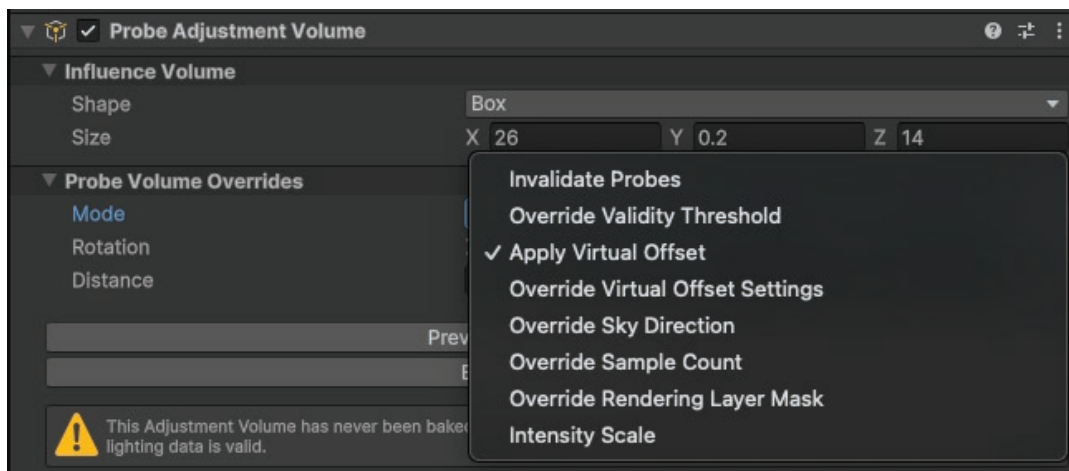 Probe Adjustment Volume
Influence Volume
Shape Box
Size X 26 Y 0.2 Z 14
Probe Volume Overrides
Mode
Rotation
Distance
Invalidate Probes
Override Validity Threshold
✓ Apply Virtual Offset
Override Virtual Offset Settings
Override Sky Direction
Override Sample Count
Override Rendering Layer Mask
Intensity Scale
Prev
This Adjustment Volume has never been baked
lighting data is valid.